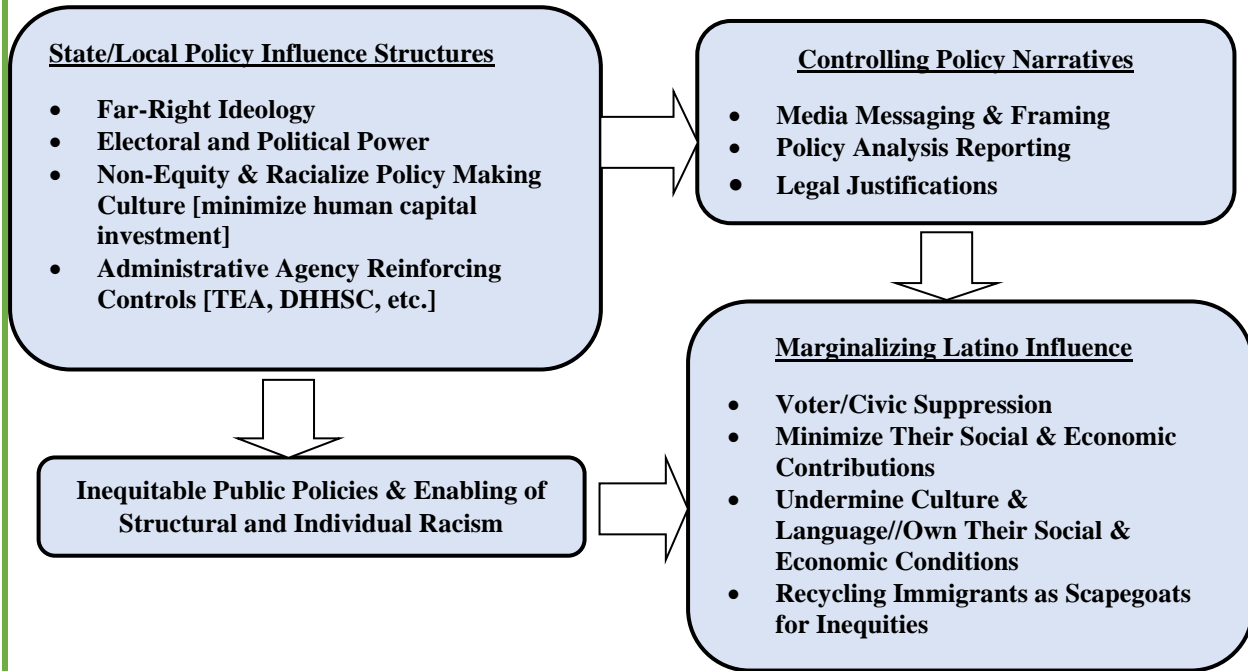 State/Local Policy Influence Structures
• Far-Right Ideology
• Electoral and Political Power
• Non-Equity & Racialize Policy Making
Culture [minimize human capital
investment]
• Administrative Agency Reinforcing
Controls [TEA, DHHSC, etc.]
Controlling Policy Narratives
• Media Messaging & Framing
• Policy Analysis Reporting
• Legal Justifications
Inequitable Public Policies & Enabling of
Structural and Individual Racism
Marginalizing Latino Influence
• Voter/Civic Suppression
• Minimize Their Social & Economic
Contributions
• Undermine Culture &
Language//Own Their Social &
Economic Conditions
• Recycling Immigrants as Scapegoats
for Inequities